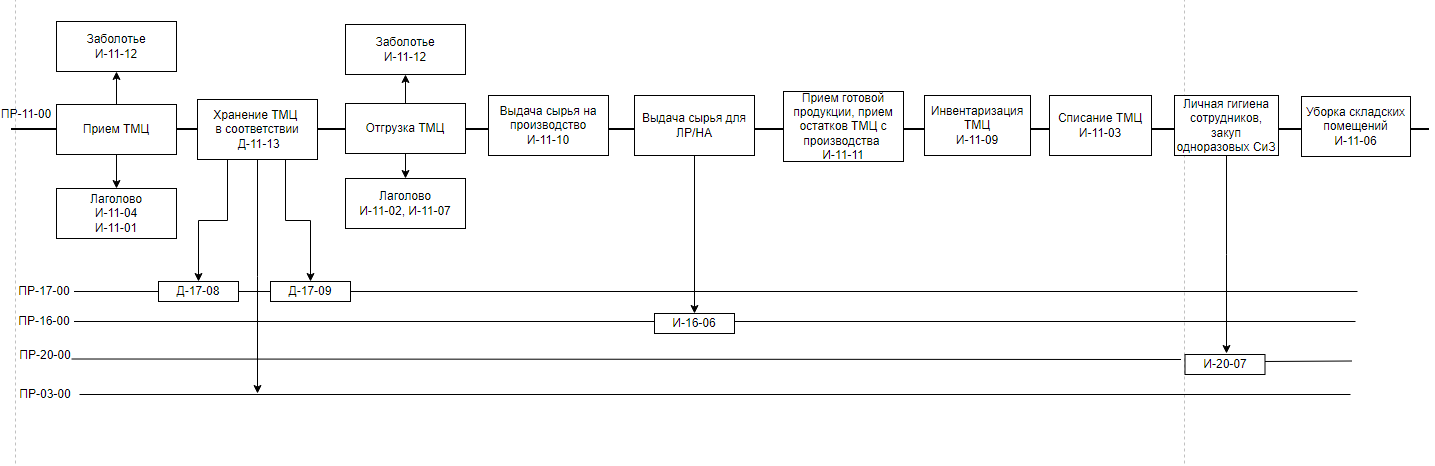 Заболотье
И-11-12
Заболотье
И-11-12
ПР-11-00
Прием ТМЦ
Хранение ТМЦ
в соответствии
Д-11-13
Отгрузка ТМЦ
Выдача сырья на
производство
И-11-10
Выдача сырья для
ЛР/НА
Прием готовой
продукции, прием
остатков ТМЦ с
производства
И-11-11
Инвентаризация
ТМЦ
И-11-09
Списание ТМЦ
И-11-03
Личная гигиена
сотрудников,
закуп
одноразовых СиЗ
Уборка складских
помещений
И-11-06
Лаголово
И-11-04
И-11-01
Лаголово
И-11-02, И-11-07
ПР-17-00
Д-17-08
Д-17-09
ПР-16-00
И-16-06
ПР-20-00
И-20-07
ПР-03-00